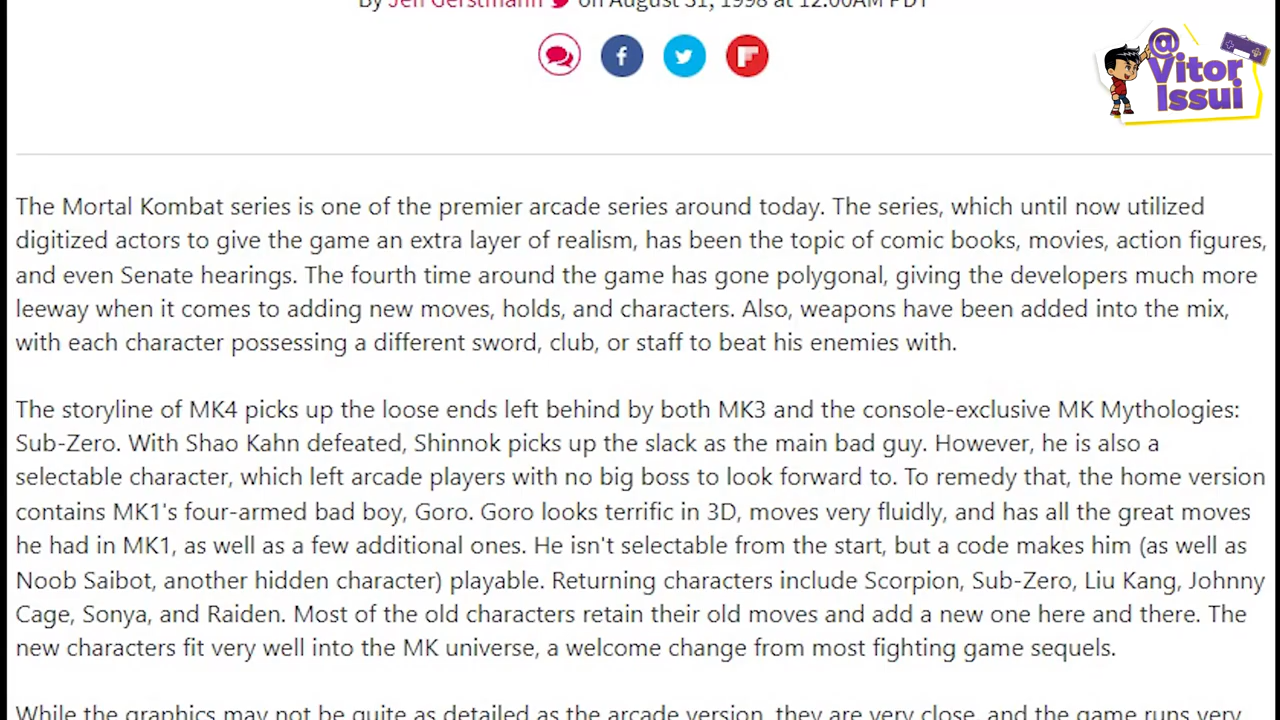 By Jeff Gerstmann on August 31, 1998 at 12:00AM PDT
@
Vitor
Issui
The Mortal Kombat series is one of the premier arcade series around today. The series, which until now utilized
digitized actors to give the game an extra layer of realism, has been the topic of comic books, movies, action figures,
and even Senate hearings. The fourth time around the game has gone polygonal, giving the developers much more
leeway when it comes to adding new moves, holds, and characters. Also, weapons have been added into the mix,
with each character possessing a different sword, club, or staff to beat his enemies with.
The storyline of MK4 picks up the loose ends left behind by both MK3 and the console-exclusive MK Mythologies:
Sub-Zero. With Shao Kahn defeated, Shinnok picks up the slack as the main bad guy. However, he is also a
selectable character, which left arcade players with no big boss to look forward to. To remedy that, the home version
contains MK1's four-armed bad boy, Goro. Goro looks terrific in 3D, moves very fluidly, and has all the great moves
he had in MK1, as well as a few additional ones. He isn't selectable from the start, but a code makes him (as well as
Noob Saibot, another hidden character) playable. Returning characters include Scorpion, Sub-Zero, Liu Kang, Johnny
Cage, Sonya, and Raiden. Most of the old characters retain their old moves and add a new one here and there. The
new characters fit very well into the MK universe, a welcome change from most fighting game sequels.
While the graphics may not be quite as detailed as the arcade version, they are very close, and the game runs very